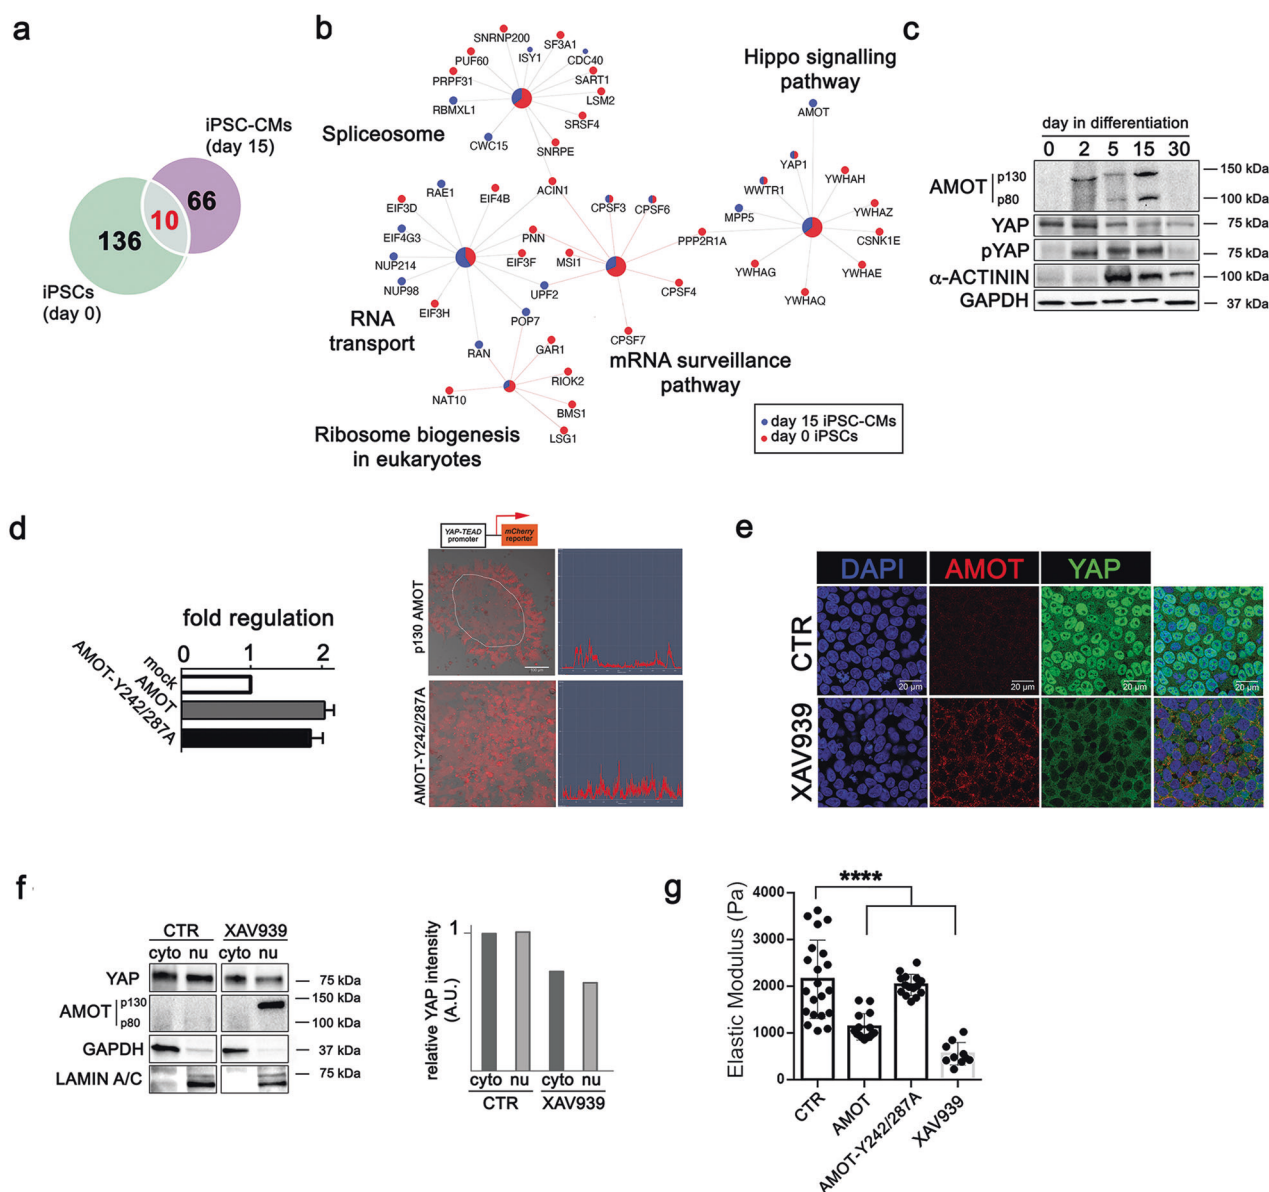 a
iPSC-CMs
(day 15)
66
10
136
iPSCs
(day 0)
b
SNRNP200
SF3A1
ISY1
PUF60
CDC40
PRPF31
SART1
RBMXL1
LSM2
SRSF4
Spliceosome
CWC15
SNRPE
RAE1
EIF4B
ACIN1
EIF3D
CPSF3
CPSF6
EIF4G3
PNN
NUP214
EIF3F
MSI1
NUP98
UPF2
CPSF4
EIF3H
POP7
RNA
transport
RAN
GAR1
CPSF7
mRNA surveillance
pathway
NAT10
RIOK2
BMS1
LSG1
Ribosome biogenesis
in eukaryotes
Hippo signalling
pathway
AMOT
YAP1
YWHAH
WWTR1
MPP5
YWHAZ
PPP2R1A
CSNK1E
YWHAG
YWHAE
YWHAQ
day 15 iPSC-CMs
day 0 iPSCs
c
day in differentiation
0 2 5 15 30
AMOT p130 p80
150 kDa
100 kDa
YAP 75 kDa
pYAP 75 kDa
α-ACTININ 100 kDa
GAPDH 37 kDa
d
fold regulation
0 1 2
mock
AMOT
AMOT-Y242/287A
YAP-TEAD
promoter
mCherry
reporter
p130 AMOT
AMOT-Y242/287A
e
DAPI AMOT YAP
CTR
20 µm 20 µm 20 µm 20 µm
XAV939
f
CTR XAV939
cyto nu cyto nu
YAP 75 kDa
AMOT p130 p80
150 kDa
100 kDa
GAPDH 37 kDa
LAMIN A/C 75 kDa
relative YAP intensity
(A.U.)
1
cyto nu cyto nu
CTR XAV939
g
****
Elastic Modulus (Pa)
4000
3000
2000
1000
0
CTR
AMOT
AMOT-Y242/287A
XAV939